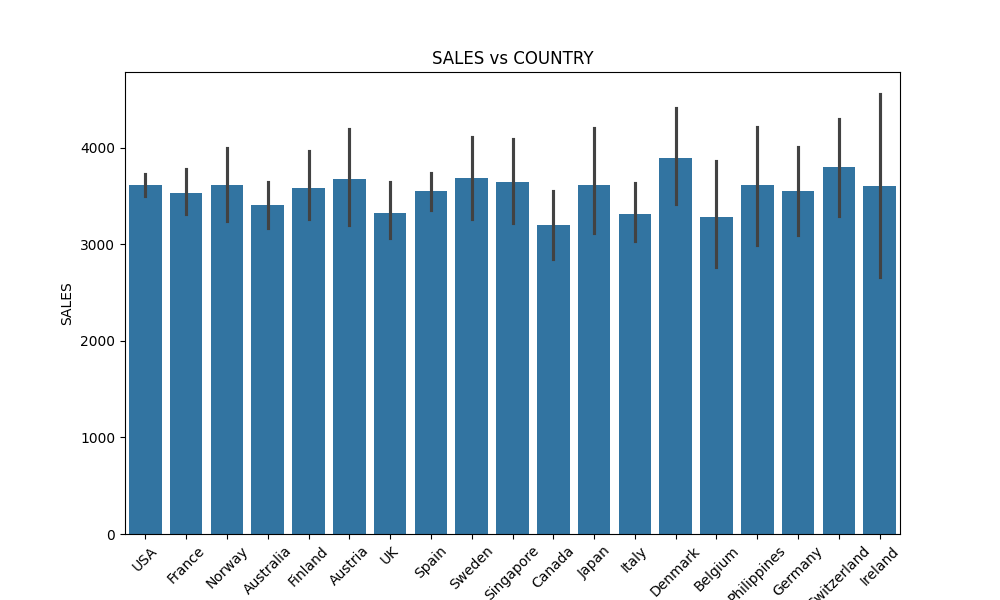 SALES vs COUNTRY
SALES
4000
3000
2000
1000
0
USA
France
Norway
Australia
Finland
Austria
UK
Spain
Sweden
Singapore
Canada
Japan
Italy
Denmark
Belgium
Philippines
Germany
Switzerland
Ireland